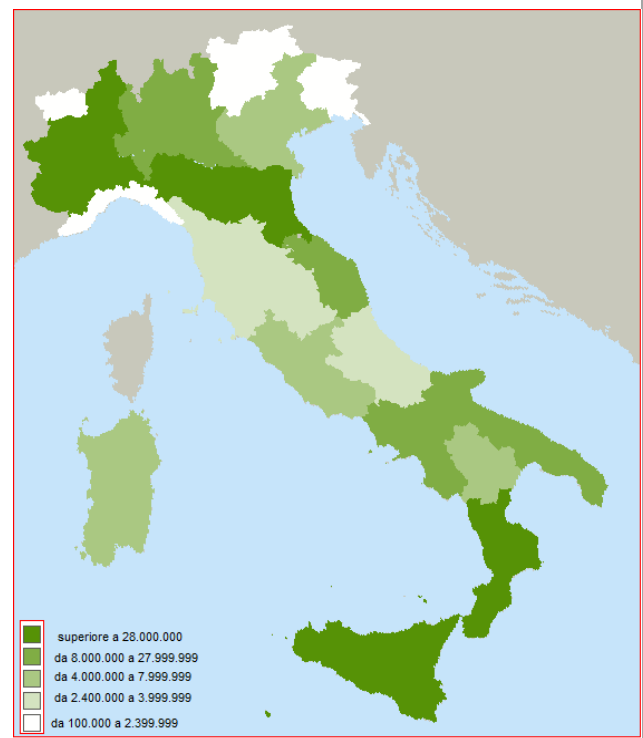 superiore a 28.000.000
da 8.000.000 a 27.999.999
da 4.000.000 a 7.999.999
da 2.400.000 a 3.999.999
da 100.000 a 2.399.999